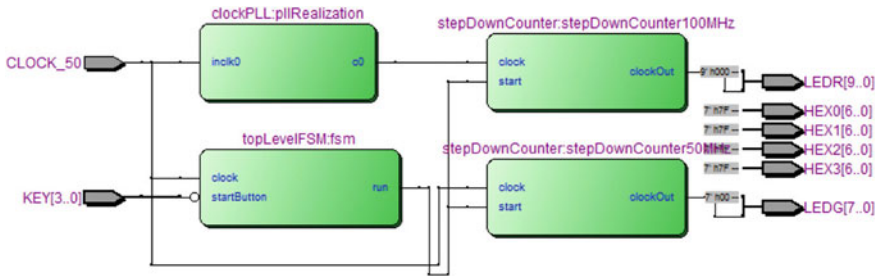 clockPLL:pllRealization
stepDownCounter:stepDownCounter100MHz
CLOCK_50
inclk0
c0
clock
start
clockOut
9' h000 --
LEDR[9..0]
7' h7F --
HEX0[6..0]
7' h7F --
HEX1[6..0]
7' h7F --
HEX2[6..0]
7' h7F --
HEX3[6..0]
topLevelFSM:fsm
stepDownCounter:stepDownCounter50MHz
clock
startButton
run
KEY[3..0]
clock
start
clockOut
7' h00 --
LEDG[7..0]